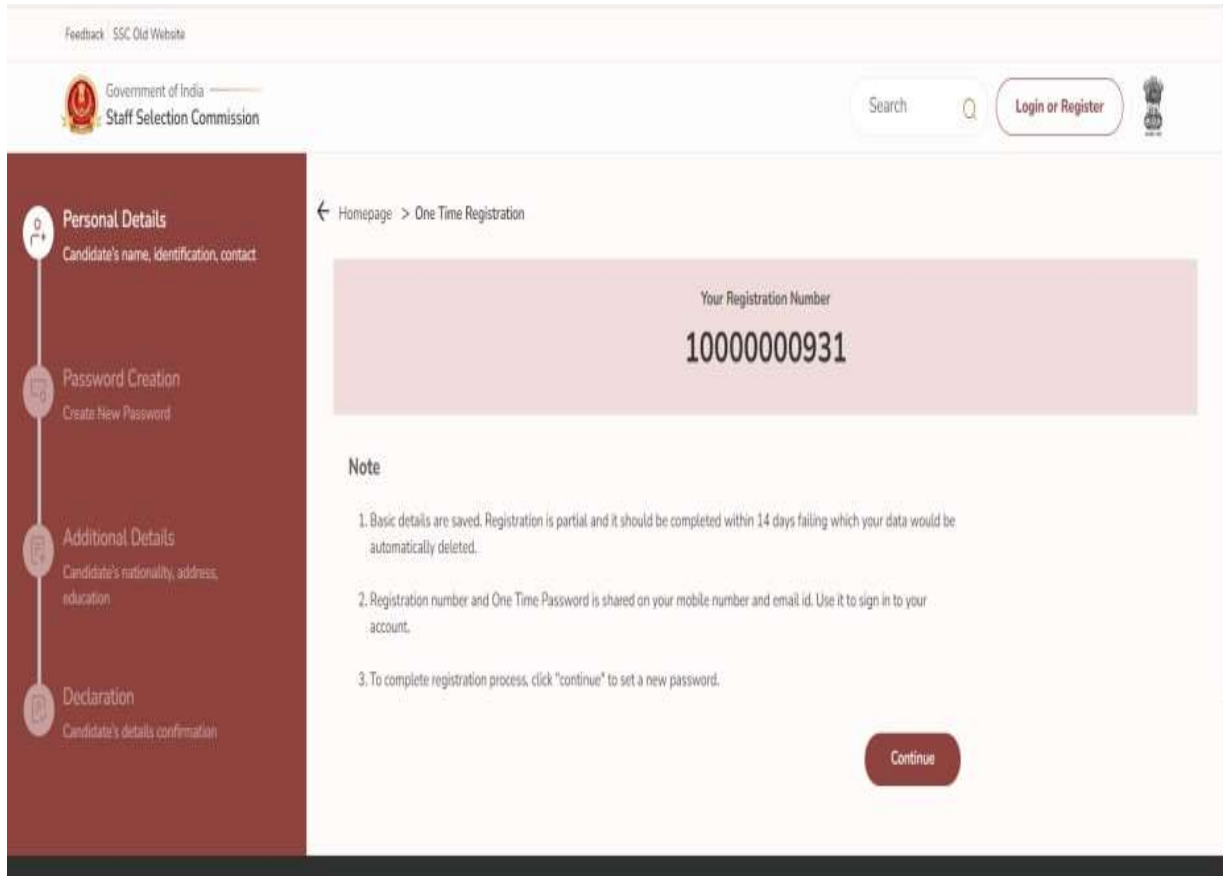 Feedback SSC Old Website
Government of India
Staff Selection Commission
Search
Login or Register
Personal Details
Candidate's name, identification, contact
Password Creation
Create New Password
Additional Details
Candidate's nationality, address,
education
Declaration
Candidate's details confirmation
Homepage > One Time Registration
Your Registration Number
10000000931
Note
1. Basic details are saved. Registration is partial and it should be completed within 14 days failing which your data would be
automatically deleted.
2. Registration number and One Time Password is shared on your mobile number and email id. Use it to sign in to your
account.
3. To complete registration process, click "continue" to set a new password.
Continue